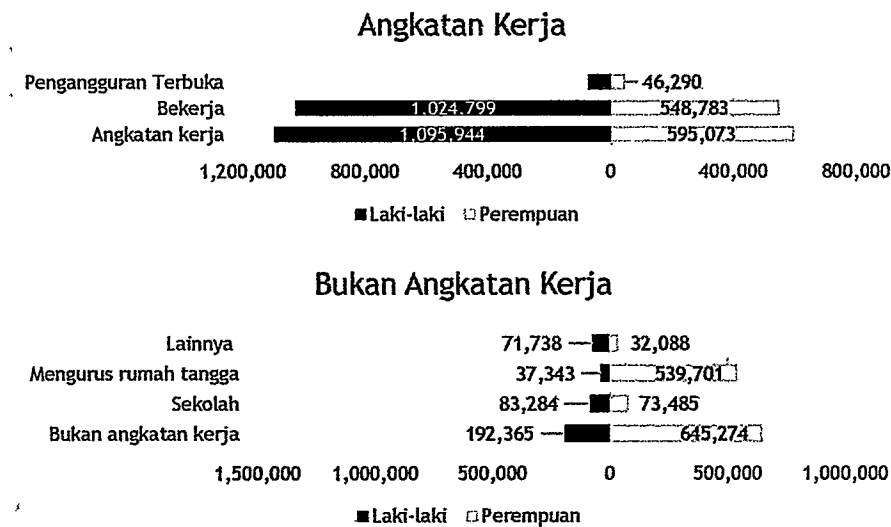 Angkatan Kerja
Pengangguran Terbuka 46,290
Bekerja 1.024.799 548,783
Angkatan kerja 1.095,944 595,073
1,200,000 800,000 400,000 0 400,000 800,000
Laki-laki Perempuan
Bukan Angkatan Kerja
Lainnya 71,738 32,088
Mengurus rumah tangga 37,343 539,701
Sekolah 83,284 73,485
Bukan angkatan kerja 192,365 645,274
1,500,000 1,000,000 500,000 0 500,000 1,000,000
Laki-laki Perempuan